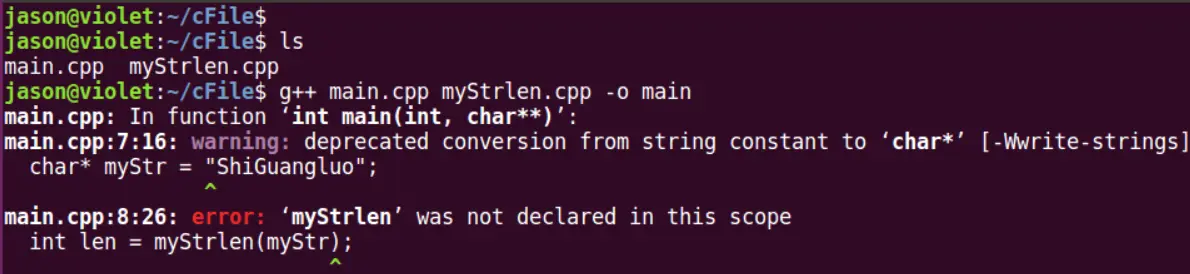 jason@violet:~/cFile$
jason@violet:~/cFile$ ls
main.cpp  myStrlen.cpp
jason@violet:~/cFile$ g++ main.cpp myStrlen.cpp -o main
main.cpp: In function ‘int main(int, char**)’:
main.cpp:7:16: warning: deprecated conversion from string constant to ‘char*’ [-Wwrite-strings]
  char* myStr = "ShiGuangluo";
                ^
main.cpp:8:26: error: ‘myStrlen’ was not declared in this scope
  int len = myStrlen(myStr);
                          ^